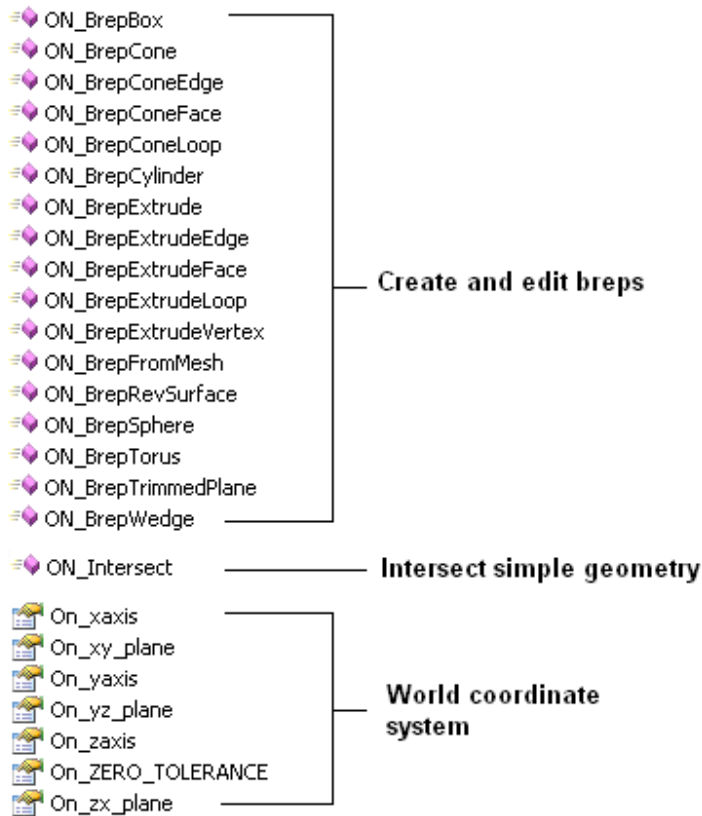 ON_BrepBox
ON_BrepCone
ON_BrepConeEdge
ON_BrepConeFace
ON_BrepConeLoop
ON_BrepCylinder
ON_BrepExtrude
ON_BrepExtrudeEdge
ON_BrepExtrudeFace
ON_BrepExtrudeLoop
ON_BrepExtrudeVertex
ON_BrepFromMesh
ON_BrepRevSurface
ON_BrepSphere
ON_BrepTorus
ON_BrepTrimmedPlane
ON_BrepWedge
Create and edit breps
ON_Intersect
Intersect simple geometry
On_xaxis
On_xy_plane
On_yaxis
On_yz_plane
On_zaxis
On_ZERO_TOLERANCE
On_zx_plane
World coordinate
system